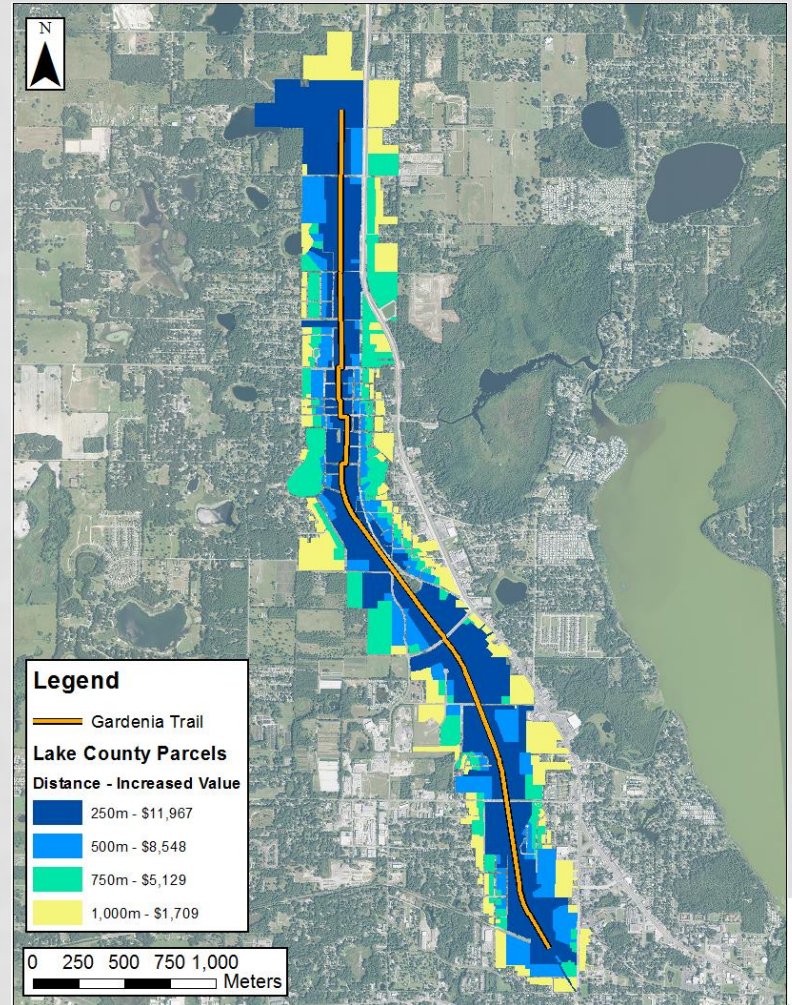 N
Legend
Gardenia Trail
Lake County Parcels
Distance - Increased Value
250m - $11,967
500m - $8,548
750m - $5,129
1,000m - $1,709
0 250 500 750 1,000
Meters